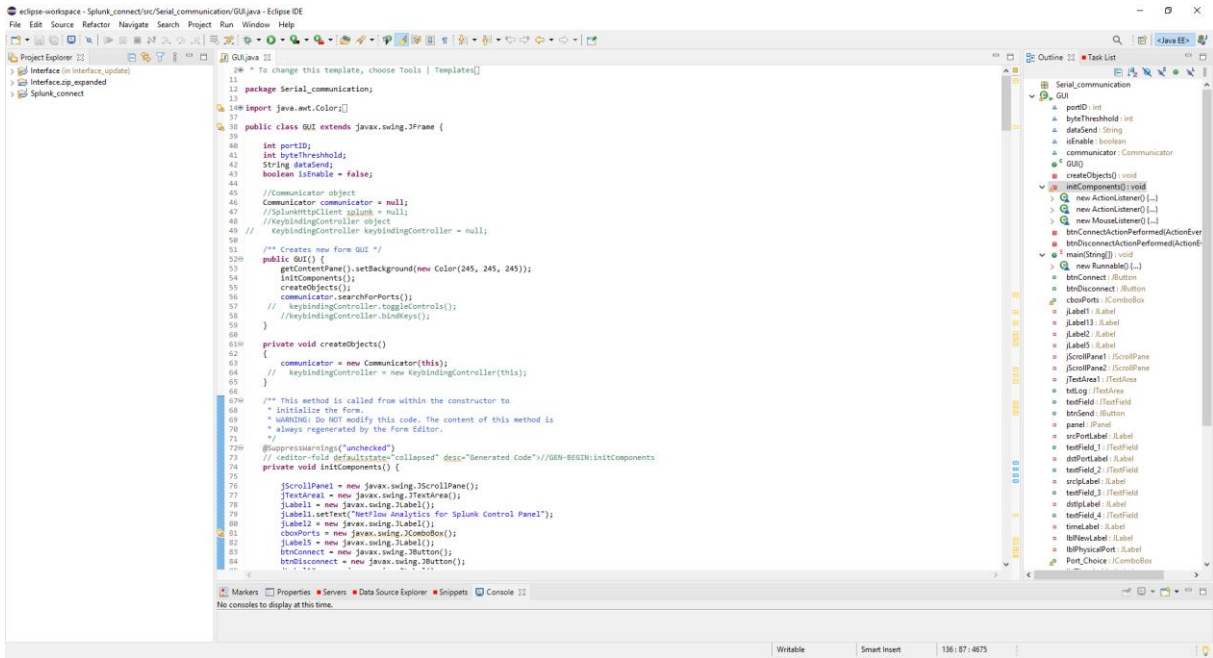 eclipse-workspace - Splunk_connect/src/Serial_communication/GUI.java - Eclipse IDE
File Edit Source Refactor Navigate Search Project Run Window Help
<Java EE>
Project Explorer
Interface (in Interface_update)
Interface.zip_expanded
Splunk_connect
GUI.java
2 * To change this template, choose Tools | Templates
11
12 package Serial_communication;
13
14 import java.awt.Color;
37
38 public class GUI extends javax.swing.JFrame {
39
40 int portID;
41 int byteThreshhold;
42 String dataSend;
43 boolean isEnable = false;
44
45 //Communicator object
46 Communicator communicator = null;
47 //SplunkHttpClient splunk = null;
48 //KeybindingController object
49 // KeybindingController keybindingController = null;
50
51 /** Creates new form GUI */
52 public GUI() {
53 getContentPane().setBackground(new Color(245, 245, 245));
54 initComponents();
55 createObjects();
56 communicator.searchForPorts();
57 // keybindingController.toggleControls();
58 //keybindingController.bindKeys();
59 }
60
61 private void createObjects()
62 {
63 communicator = new Communicator(this);
64 // keybindingController = new KeybindingController(this);
65 }
66
67 /** This method is called from within the constructor to
68 * initialize the form.
69 * WARNING: Do NOT modify this code. The content of this method is
70 * always regenerated by the Form Editor.
71 */
72 @SuppressWarnings("unchecked")
73 // <editor-fold defaultstate="collapsed" desc="Generated Code">//GEN-BEGIN:initComponents
74 private void initComponents() {
75
76 jScrollPane1 = new javax.swing.JScrollPane();
77 jTextArea1 = new javax.swing.JTextArea();
78 jLabel1 = new javax.swing.JLabel();
79 jLabel1.setText("NetFlow Analytics for Splunk Control Panel");
80 jLabel2 = new javax.swing.JLabel();
81 cboxPorts = new javax.swing.JComboBox();
82 jLabel5 = new javax.swing.JLabel();
83 btnConnect = new javax.swing.JButton();
84 btnDisconnect = new javax.swing.JButton();
Outline Task List
Serial_communication
GUI
portID : int
byteThreshhold : int
dataSend : String
isEnable : boolean
communicator : Communicator
GUI()
createObjects() : void
initComponents() : void
new ActionListener() {...}
new ActionListener() {...}
new MouseListener() {...}
btnConnectActionPerformed(ActionEver
btnDisconnectActionPerformed(ActionE
main(String[]) : void
new Runnable() {...}
btnConnect : JButton
btnDisconnect : JButton
cboxPorts : JComboBox
jLabel1 : JLabel
jLabel13 : JLabel
jLabel2 : JLabel
jLabel5 : JLabel
jScrollPane1 : JScrollPane
jScrollPane2 : JScrollPane
jTextArea1 : JTextArea
txtLog : JTextArea
textField : JTextField
btnSend : JButton
panel : JPanel
srcPortLabel : JLabel
textField_1 : JTextField
dstPortLabel : JLabel
textField_2 : JTextField
srcIpLabel : JLabel
textField_3 : JTextField
dstIpLabel : JLabel
textField_4 : JTextField
timeLabel : JLabel
lblNewLabel : JLabel
lblPhysicalPort : JLabel
Port_Choice : JComboBox
Markers Properties Servers Data Source Explorer Snippets Console
No consoles to display at this time.
Writable Smart Insert 136 : 87 : 4675